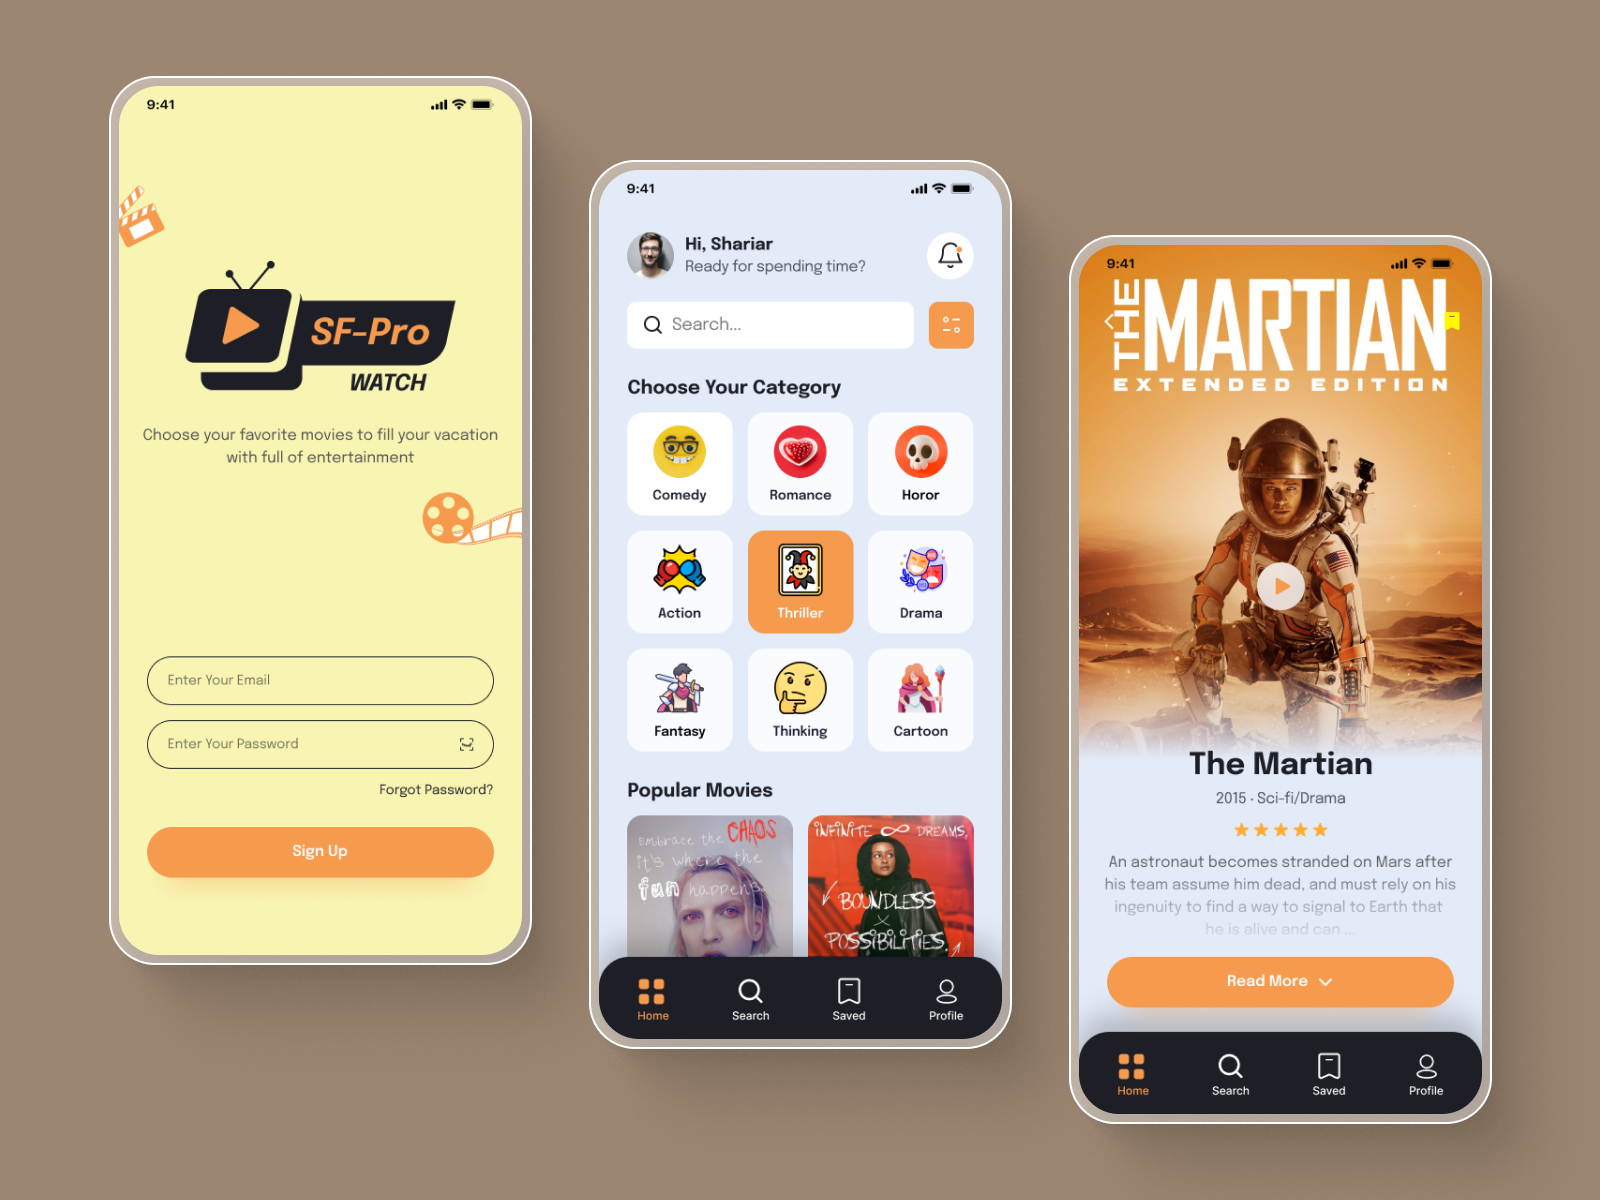 9:41
SF-Pro
WATCH
Choose your favorite movies to fill your vacation
with full of entertainment
Enter Your Email
Enter Your Password
Forgot Password?
Sign Up
9:41
Hi, Shariar
Ready for spending time?
Search...
Choose Your Category
Comedy
Romance
Horor
Action
Thriller
Drama
Fantasy
Thinking
Cartoon
Popular Movies
Embrace the CHAOS
it's where the
fun happens.
INFINITE ∞ DREAMS.
BOUNDLESS
×
POSSIBILITIES.
Home
Search
Saved
Profile
9:41
THE MARTIAN
EXTENDED EDITION
The Martian
2015 · Sci-fi/Drama
An astronaut becomes stranded on Mars after
his team assume him dead, and must rely on his
ingenuity to find a way to signal to Earth that
he is alive and can ...
Read More
Home
Search
Saved
Profile